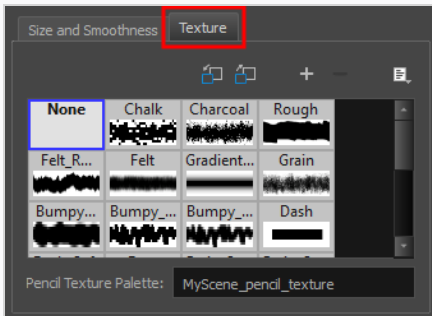 Size and Smoothness Texture
None Chalk Charcoal Rough
Felt_R... Felt Gradient... Grain
Bumpy... Bumpy_... Bumpy_... Dash
Pencil Texture Palette: MyScene_pencil_texture